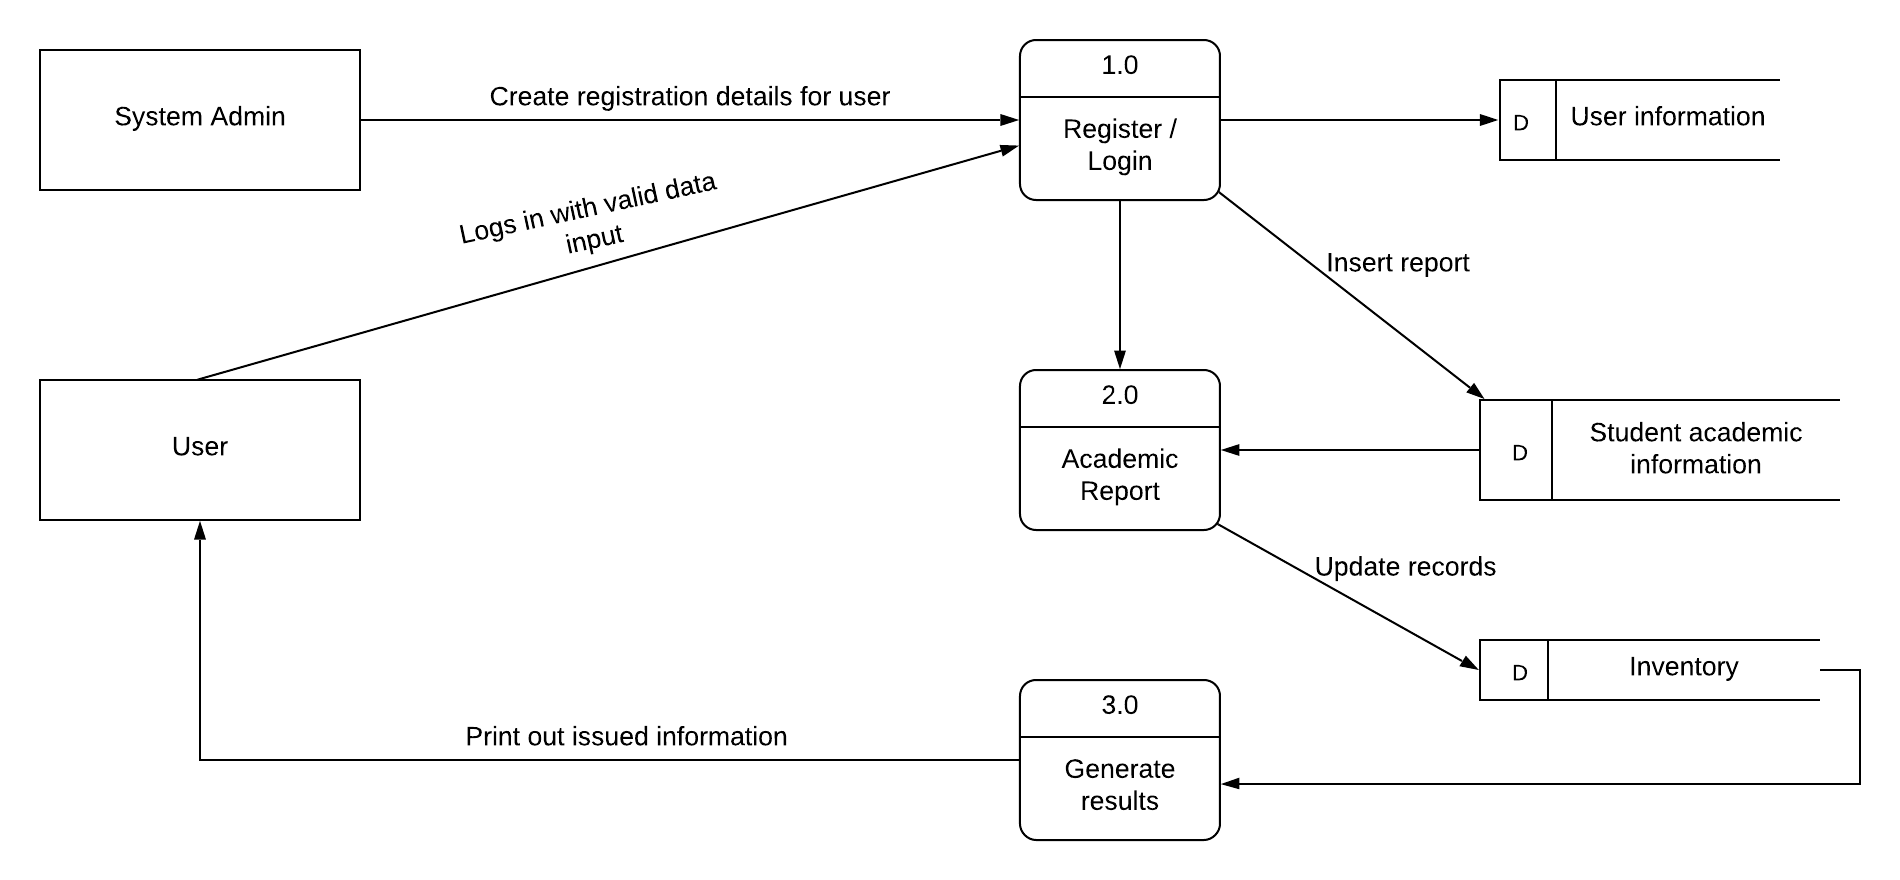 System Admin
Create registration details for user
1.0
Register /
Login
D
User information
Logs in with valid data
input
Insert report
User
2.0
Academic
Report
D
Student academic
information
Update records
D
Inventory
3.0
Generate
results
Print out issued information